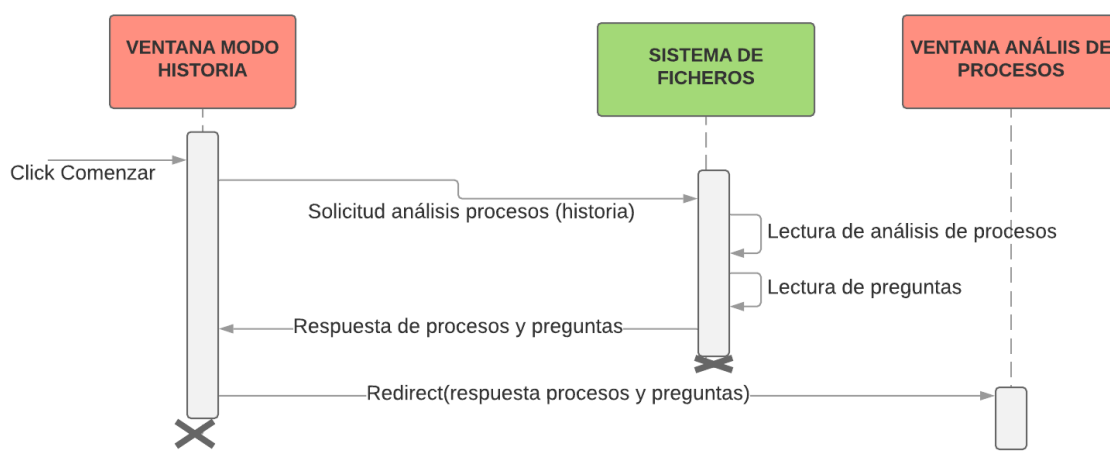 VENTANA MODO
HISTORIA
SISTEMA DE
FICHEROS
VENTANA ANÁLIIS DE
PROCESOS
Click Comenzar
Solicitud análisis procesos (historia)
Lectura de análisis de procesos
Lectura de preguntas
Respuesta de procesos y preguntas
Redirect(respuesta procesos y preguntas)